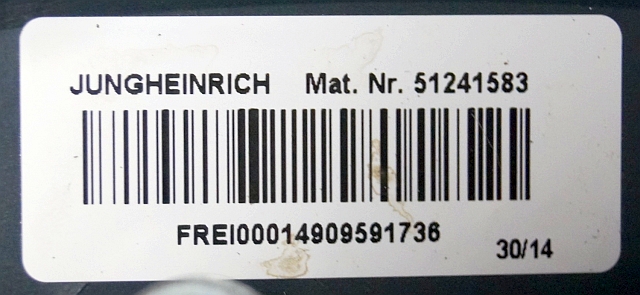 JUNGHEINRICH Mat. Nr. 51241583
FREI00014909591736
30/14